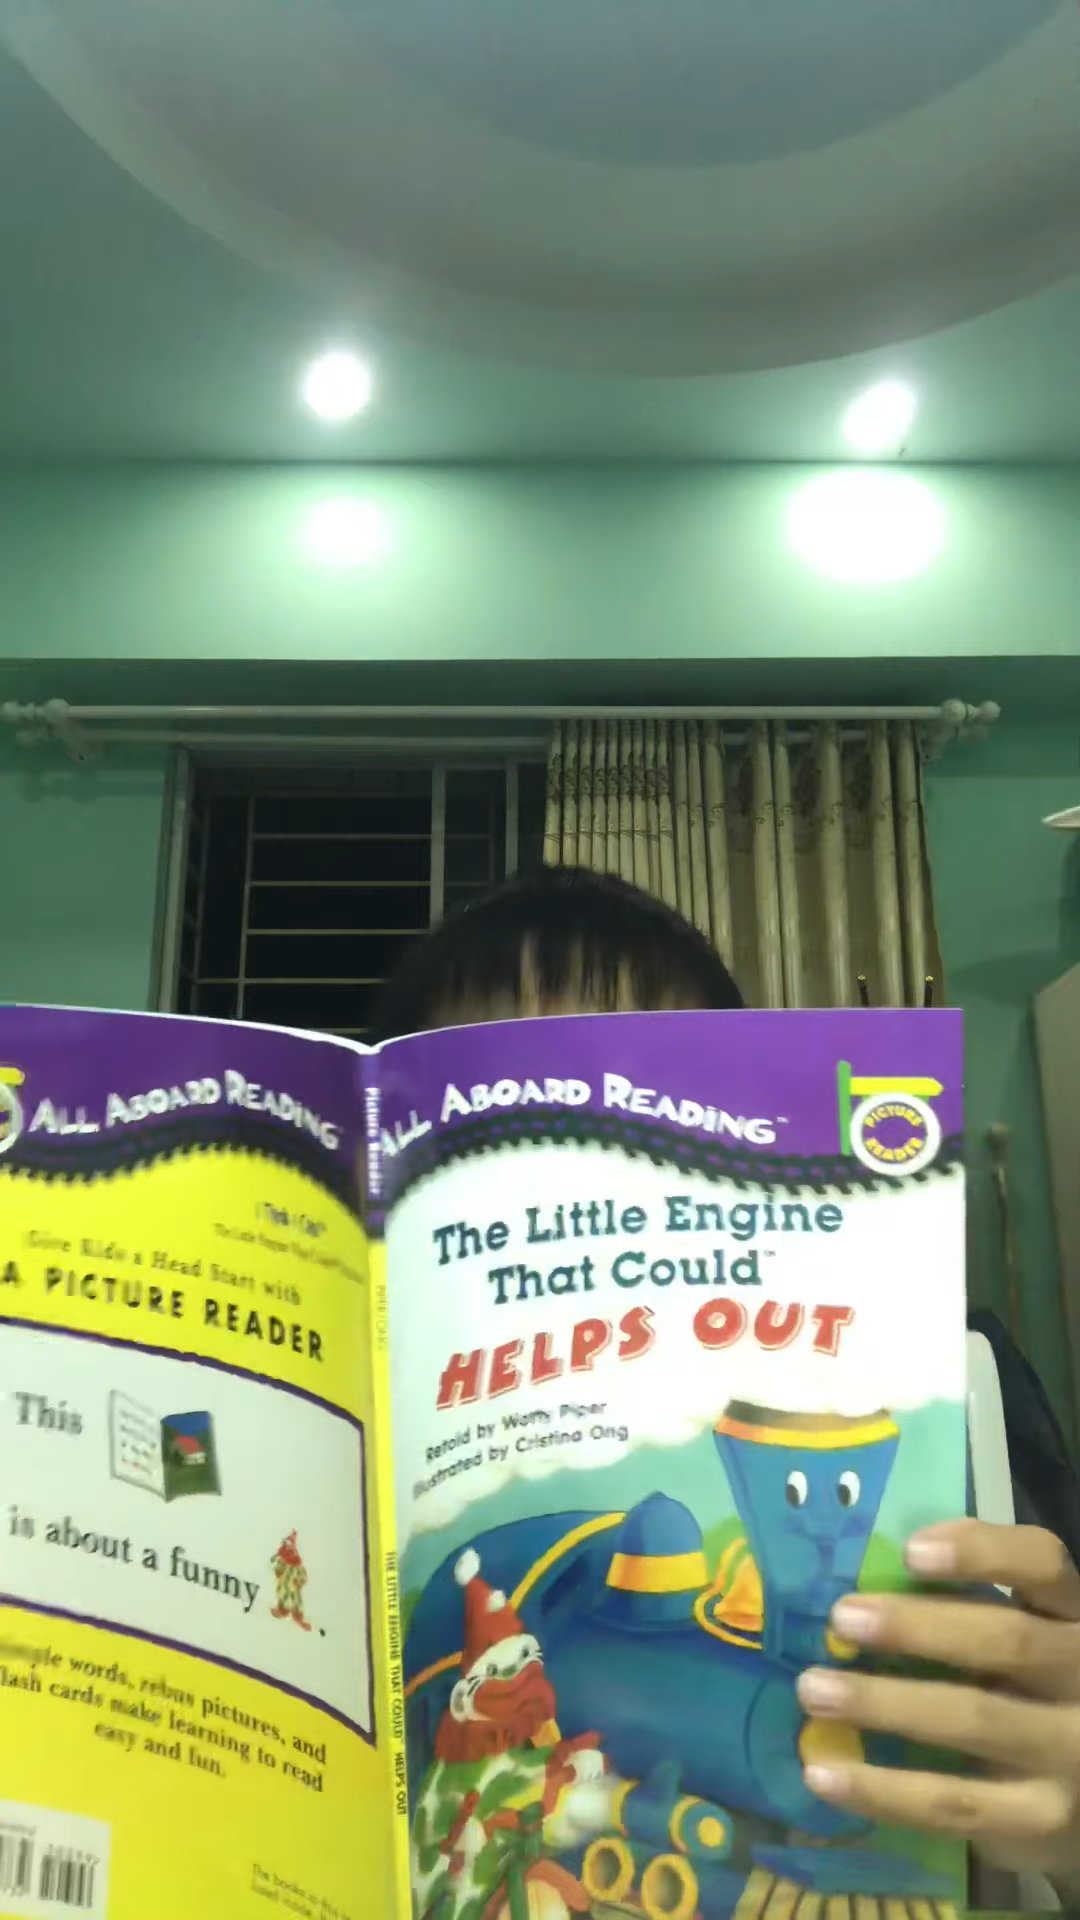 ALL ABOARD READING
Give Kids a Head Start with
A PICTURE READER
This
is about a funny
.
simple words, rebus pictures, and
flash cards make learning to read
easy and fun.
Picture Reader
THE LITTLE ENGINE THAT COULD HELPS OUT
ALL ABOARD READING™
PICTURE
READER
The Little Engine
That Could™
HELPS OUT
Retold by Watty Piper
Illustrated by Cristina Ong